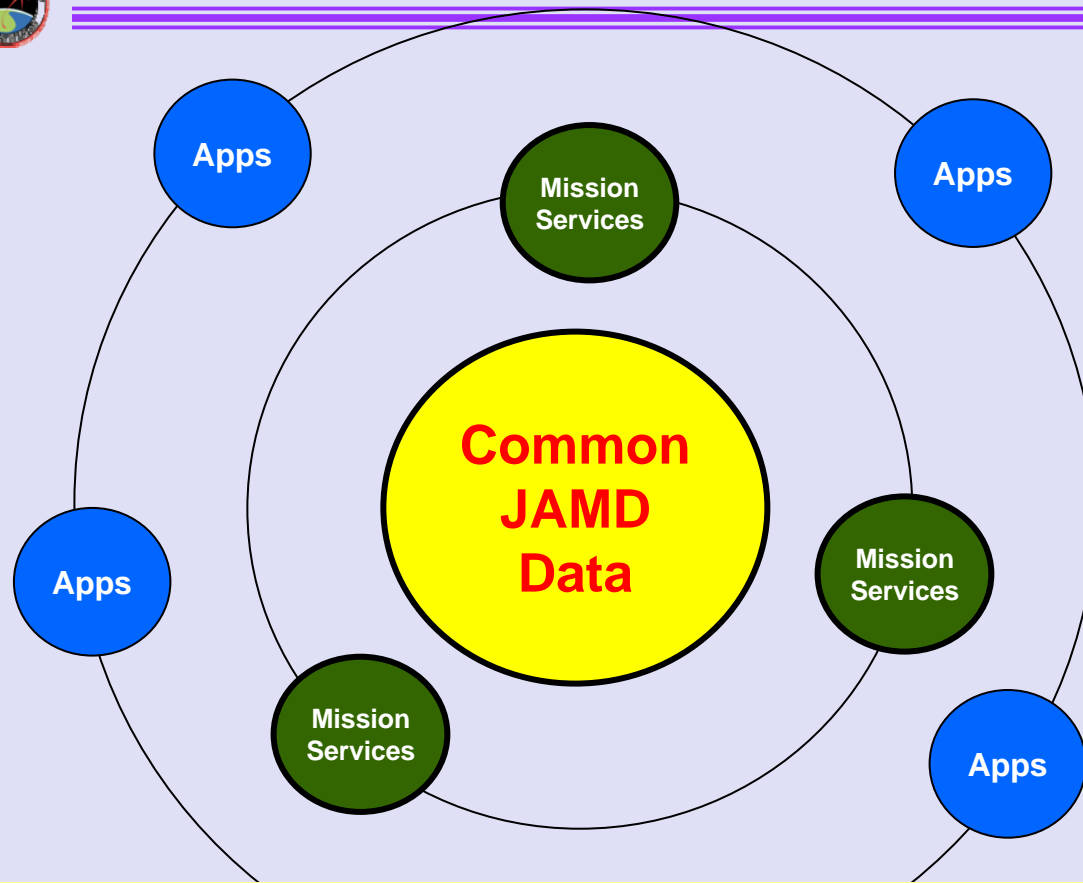 Apps
Apps
Mission
Services
Common
JAMD
Data
Mission
Services
Apps
Mission
Services
Apps